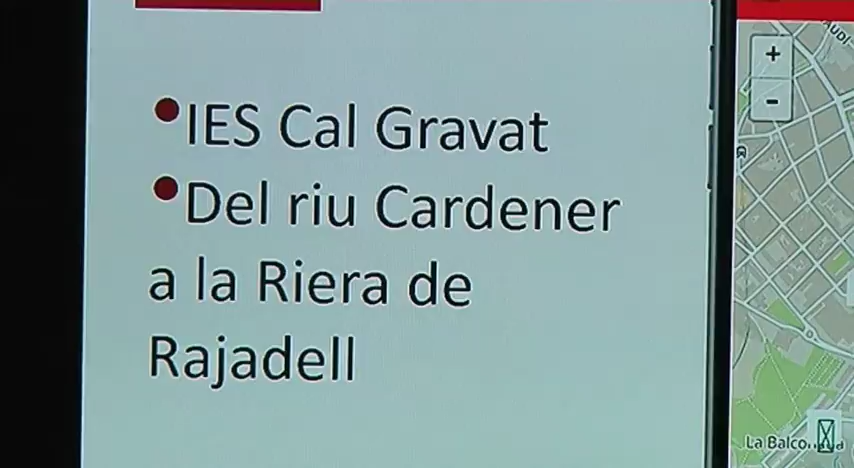 •IES Cal Gravat
•Del riu Cardener
a la Riera de
Rajadell
+
-
La Balco